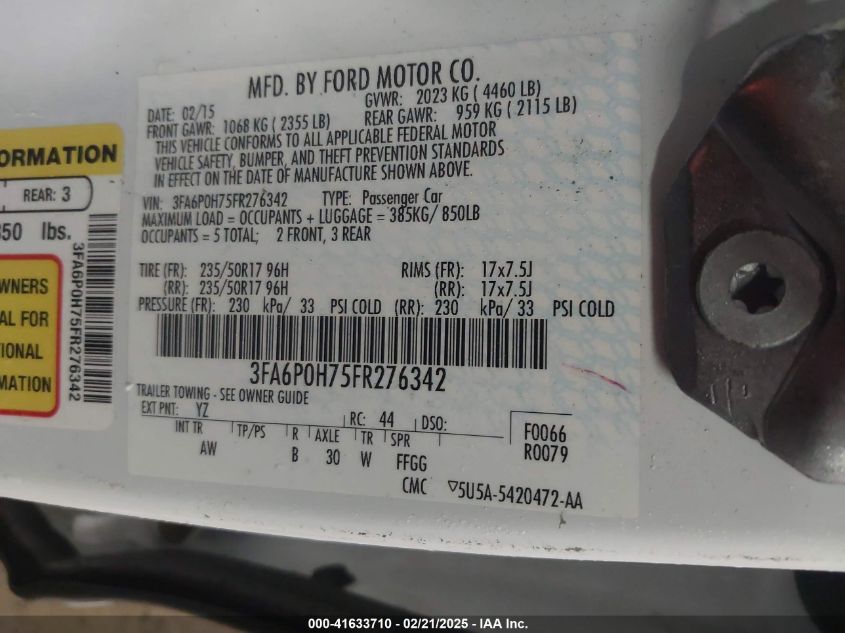 MFD. BY FORD MOTOR CO.
DATE: 02/15 GVWR: 2023 KG ( 4460 LB)
FRONT GAWR: 1068 KG ( 2355 LB) REAR GAWR: 959 KG ( 2115 LB)
THIS VEHICLE CONFORMS TO ALL APPLICABLE FEDERAL MOTOR
VEHICLE SAFETY, BUMPER, AND THEFT PREVENTION STANDARDS
IN EFFECT ON THE DATE OF MANUFACTURE SHOWN ABOVE.
VIN: 3FA6P0H75FR276342 TYPE: Passenger Car
MAXIMUM LOAD = OCCUPANTS + LUGGAGE = 385KG/ 850LB
OCCUPANTS = 5 TOTAL; 2 FRONT, 3 REAR
TIRE (FR): 235/50R17 96H RIMS (FR): 17x7.5J
(RR): 235/50R17 96H (RR): 17x7.5J
PRESSURE (FR): 230 kPa/ 33 PSI COLD (RR): 230 kPa/ 33 PSI COLD
3FA6P0H75FR276342
TRAILER TOWING - SEE OWNER GUIDE
EXT PNT: YZ RC: 44 DSO: F0066
INT TR TP/PS R AXLE TR SPR R0079
AW B 30 W FFGG
CMC ▽5U5A-5420472-AA
ORMATION
REAR: 3
350 lbs.
3FA6P0H75FR276342
WNERS
AL FOR
TIONAL
RMATION
000-41633710 — 02/21/2025 — IAA Inc.